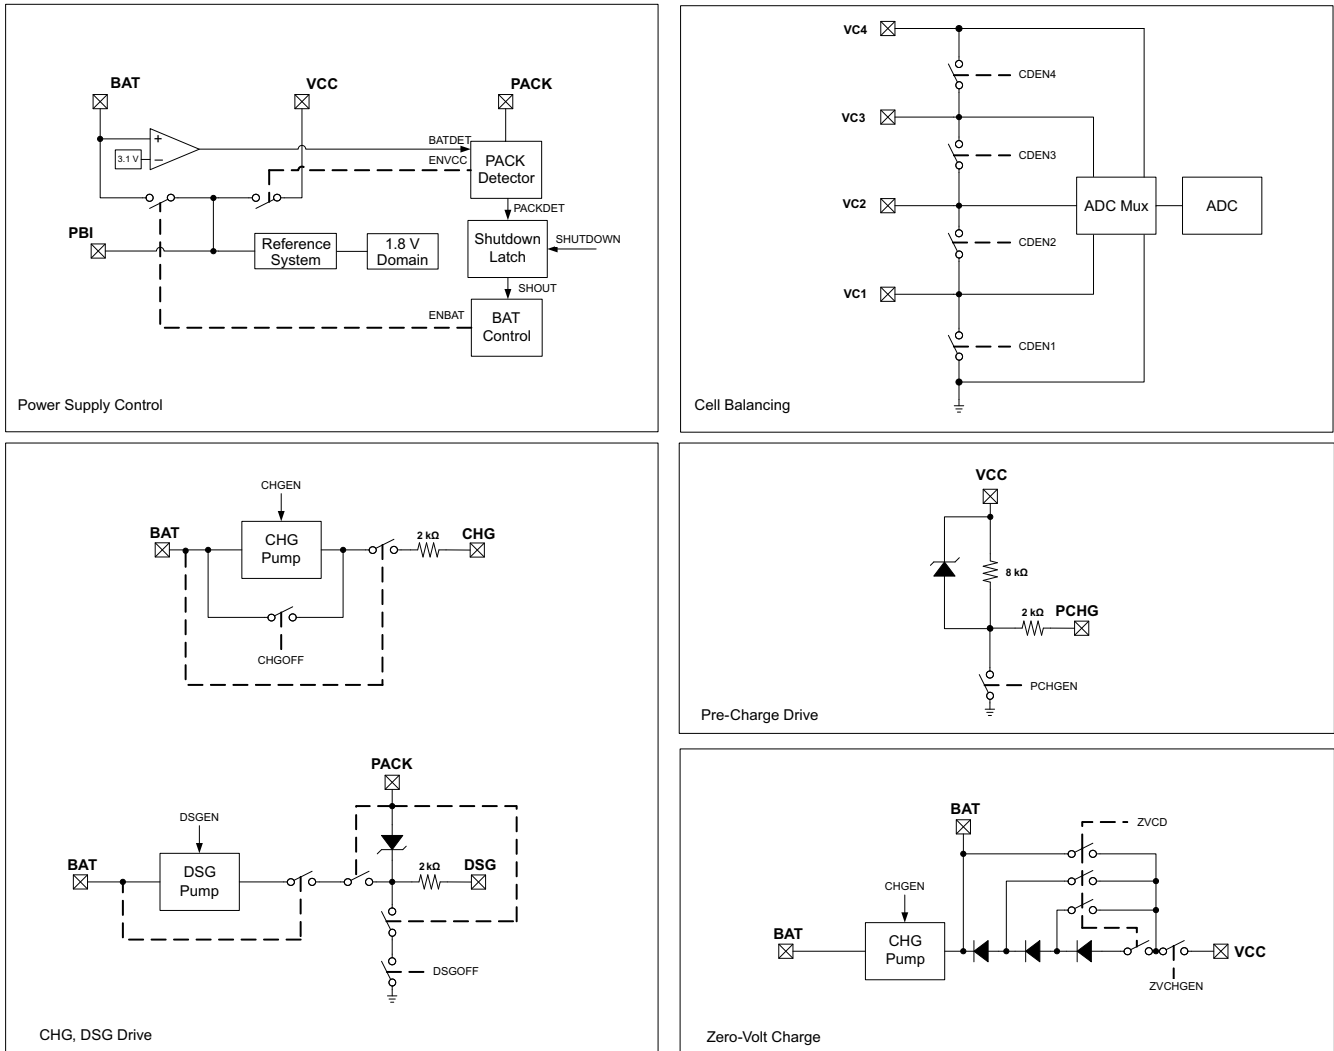 BAT
VCC
PACK
+
3.1 V
−
BATDET
ENVCC
PACK
Detector
PACKDET
PBI
Reference
System
1.8 V
Domain
Shutdown
Latch
SHUTDOWN
SHOUT
ENBAT
BAT
Control
Power Supply Control
VC4
CDEN4
VC3
CDEN3
VC2
ADC Mux
ADC
CDEN2
VC1
CDEN1
Cell Balancing
CHGEN
BAT
CHG
Pump
2 kΩ
CHG
CHGOFF
PACK
DSGEN
BAT
DSG
Pump
2 kΩ
DSG
DSGOFF
CHG, DSG Drive
VCC
8 kΩ
2 kΩ
PCHG
PCHGEN
Pre-Charge Drive
BAT
ZVCD
CHGEN
BAT
CHG
Pump
VCC
ZVCHGEN
Zero-Volt Charge